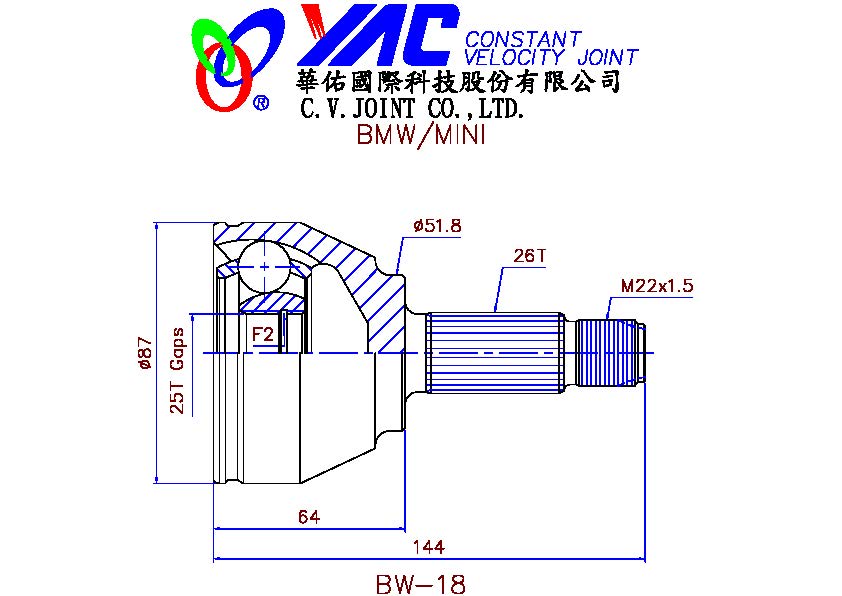 YAC CONSTANT
VELOCITY JOINT
®
華佑國際科技股份有限公司
C.V.JOINT CO.,LTD.
BMW/MINI
ø51.8
26T
M22x1.5
F2
ø87
25T Gaps
64
144
BW-18